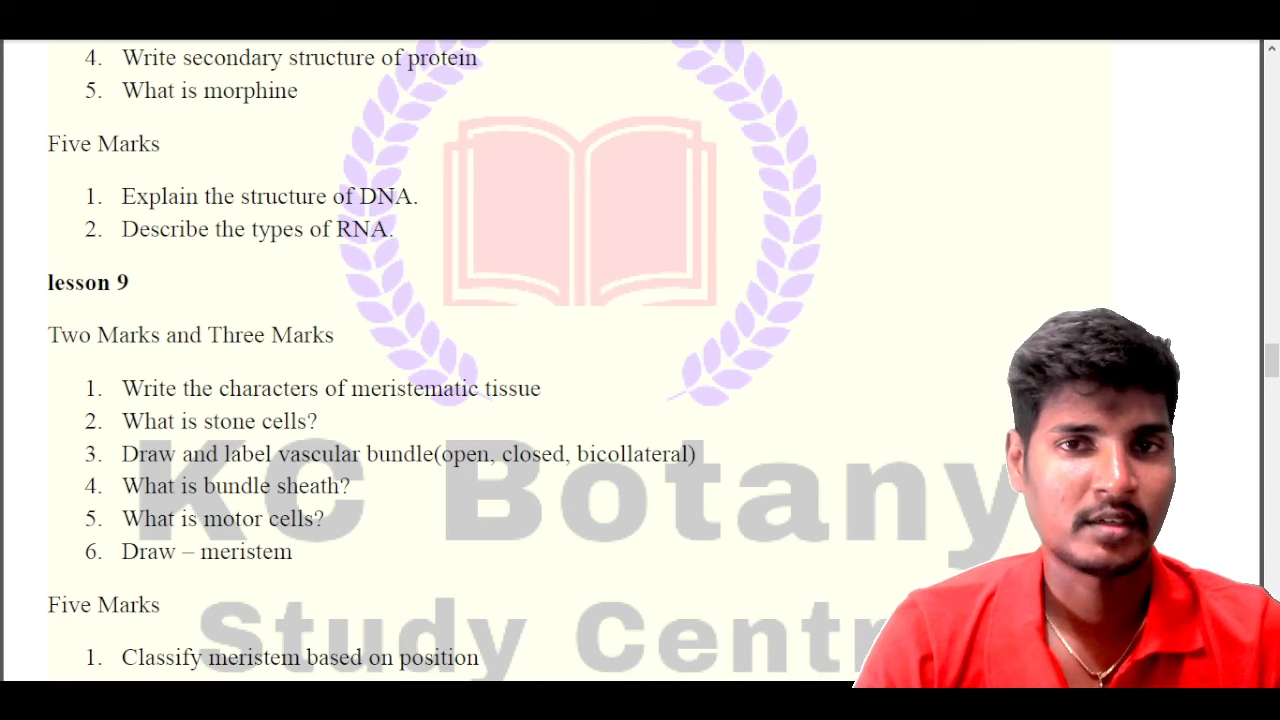 4. Write secondary structure of protein
5. What is morphine
Five Marks
1. Explain the structure of DNA.
2. Describe the types of RNA.
lesson 9
Two Marks and Three Marks
1. Write the characters of meristematic tissue
2. What is stone cells?
3. Draw and label vascular bundle(open, closed, bicollateral)
4. What is bundle sheath?
5. What is motor cells?
6. Draw – meristem
Five Marks
1. Classify meristem based on position
KC Botany
Study Centr